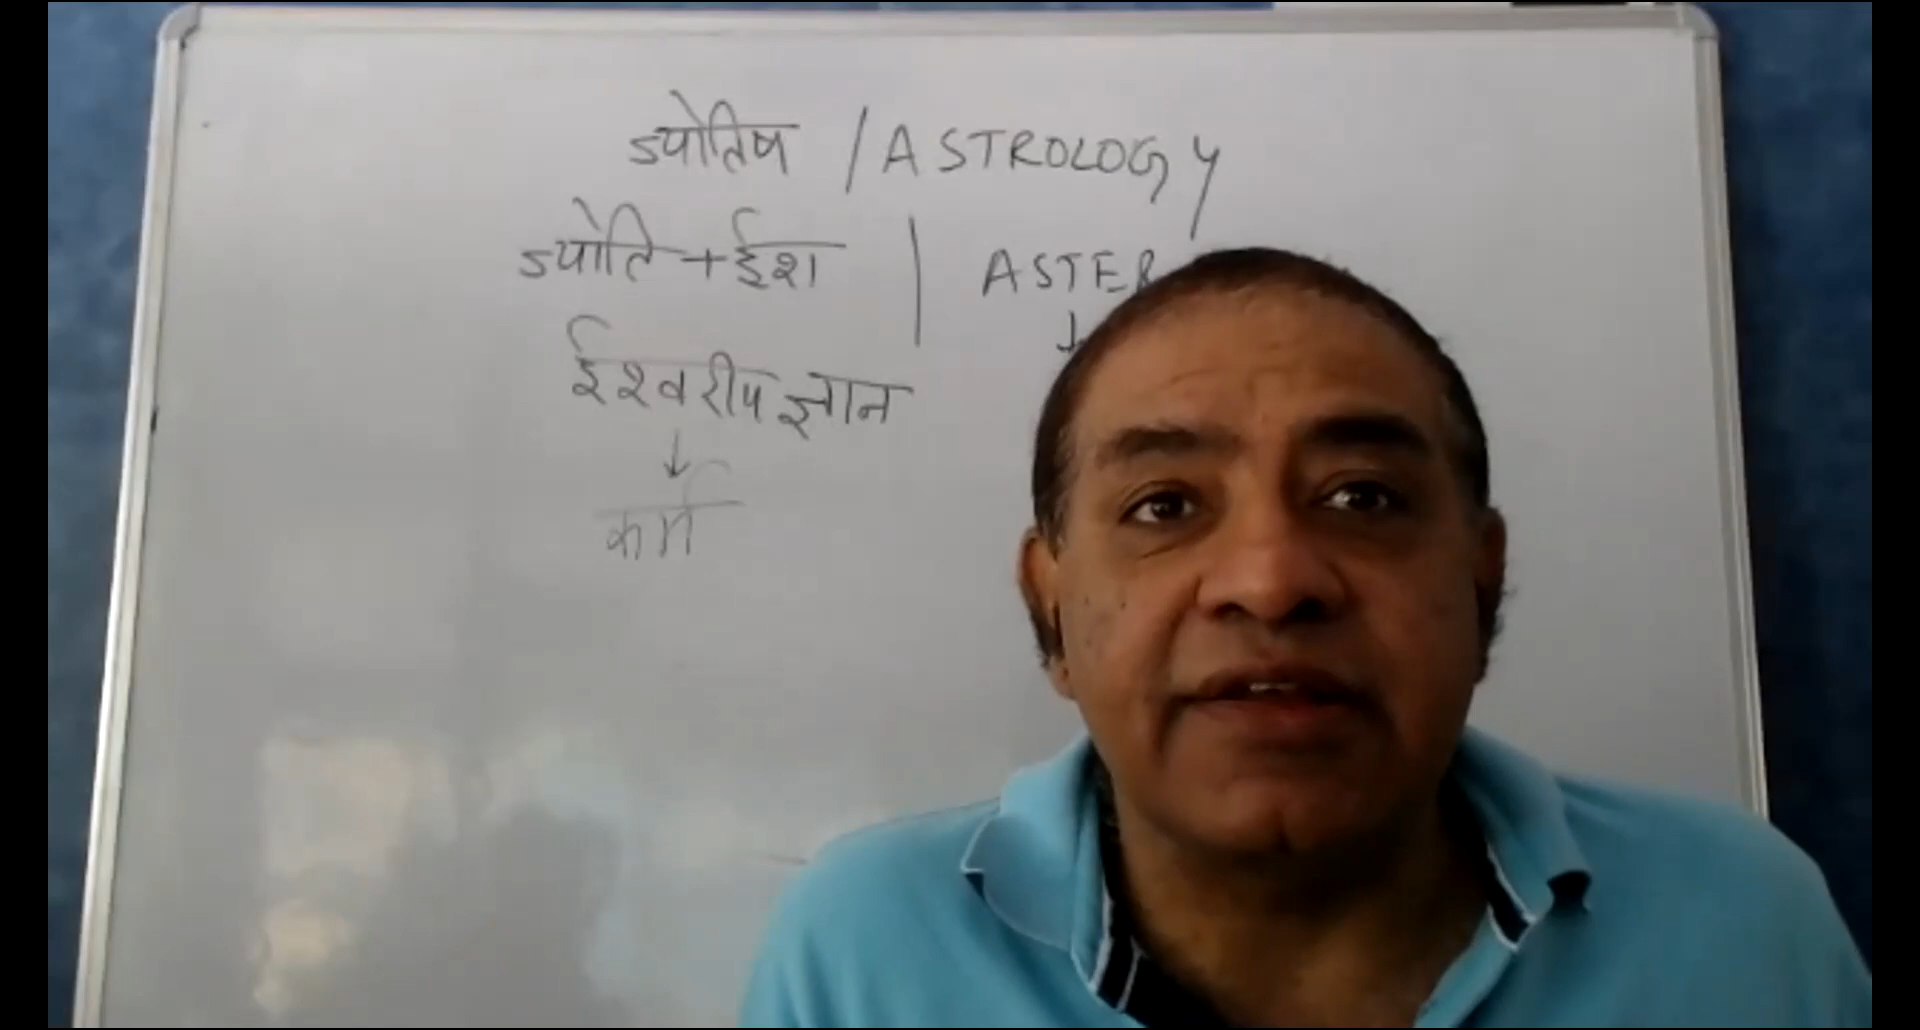 ज्योतिष / ASTROLOGY
ज्योति + ईश | ASTER
ईश्वरीय ज्ञान
↓
कर्म